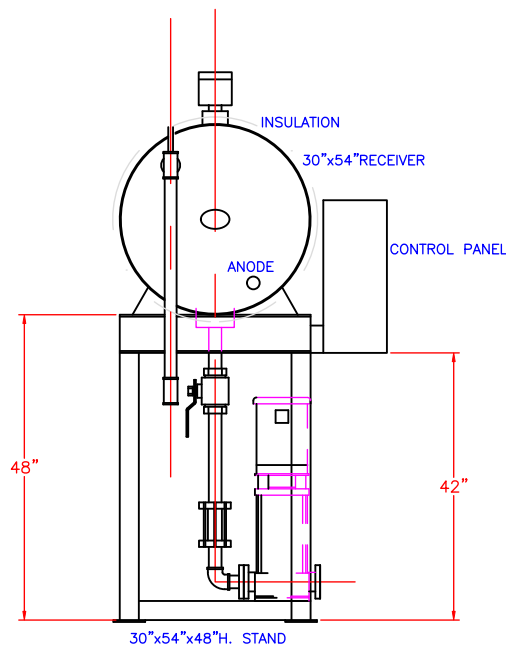 INSULATION
30"x54"RECEIVER
CONTROL PANEL
ANODE
48"
42"
30"x54"x48"H. STAND